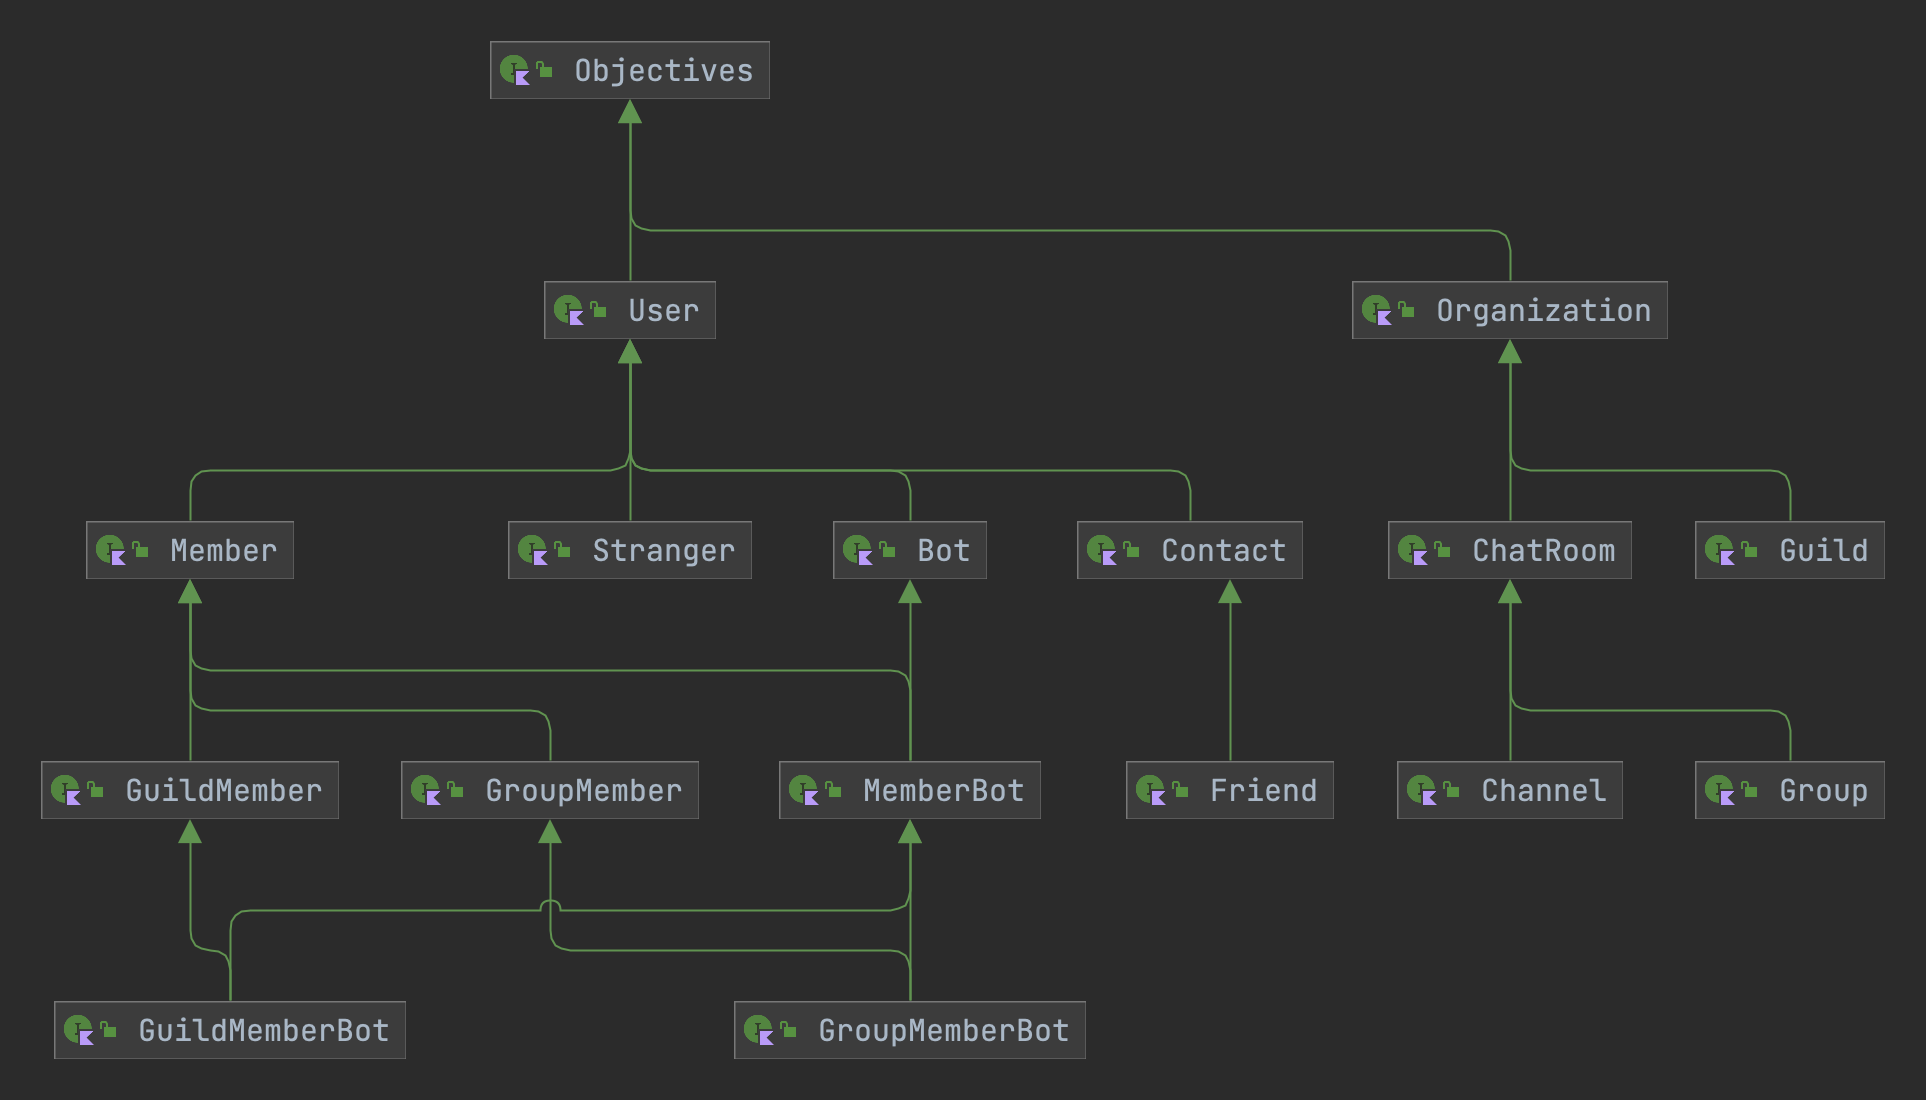 Objectives
User
Organization
Member
Stranger
Bot
Contact
ChatRoom
Guild
GuildMember
GroupMember
MemberBot
Friend
Channel
Group
GuildMemberBot
GroupMemberBot